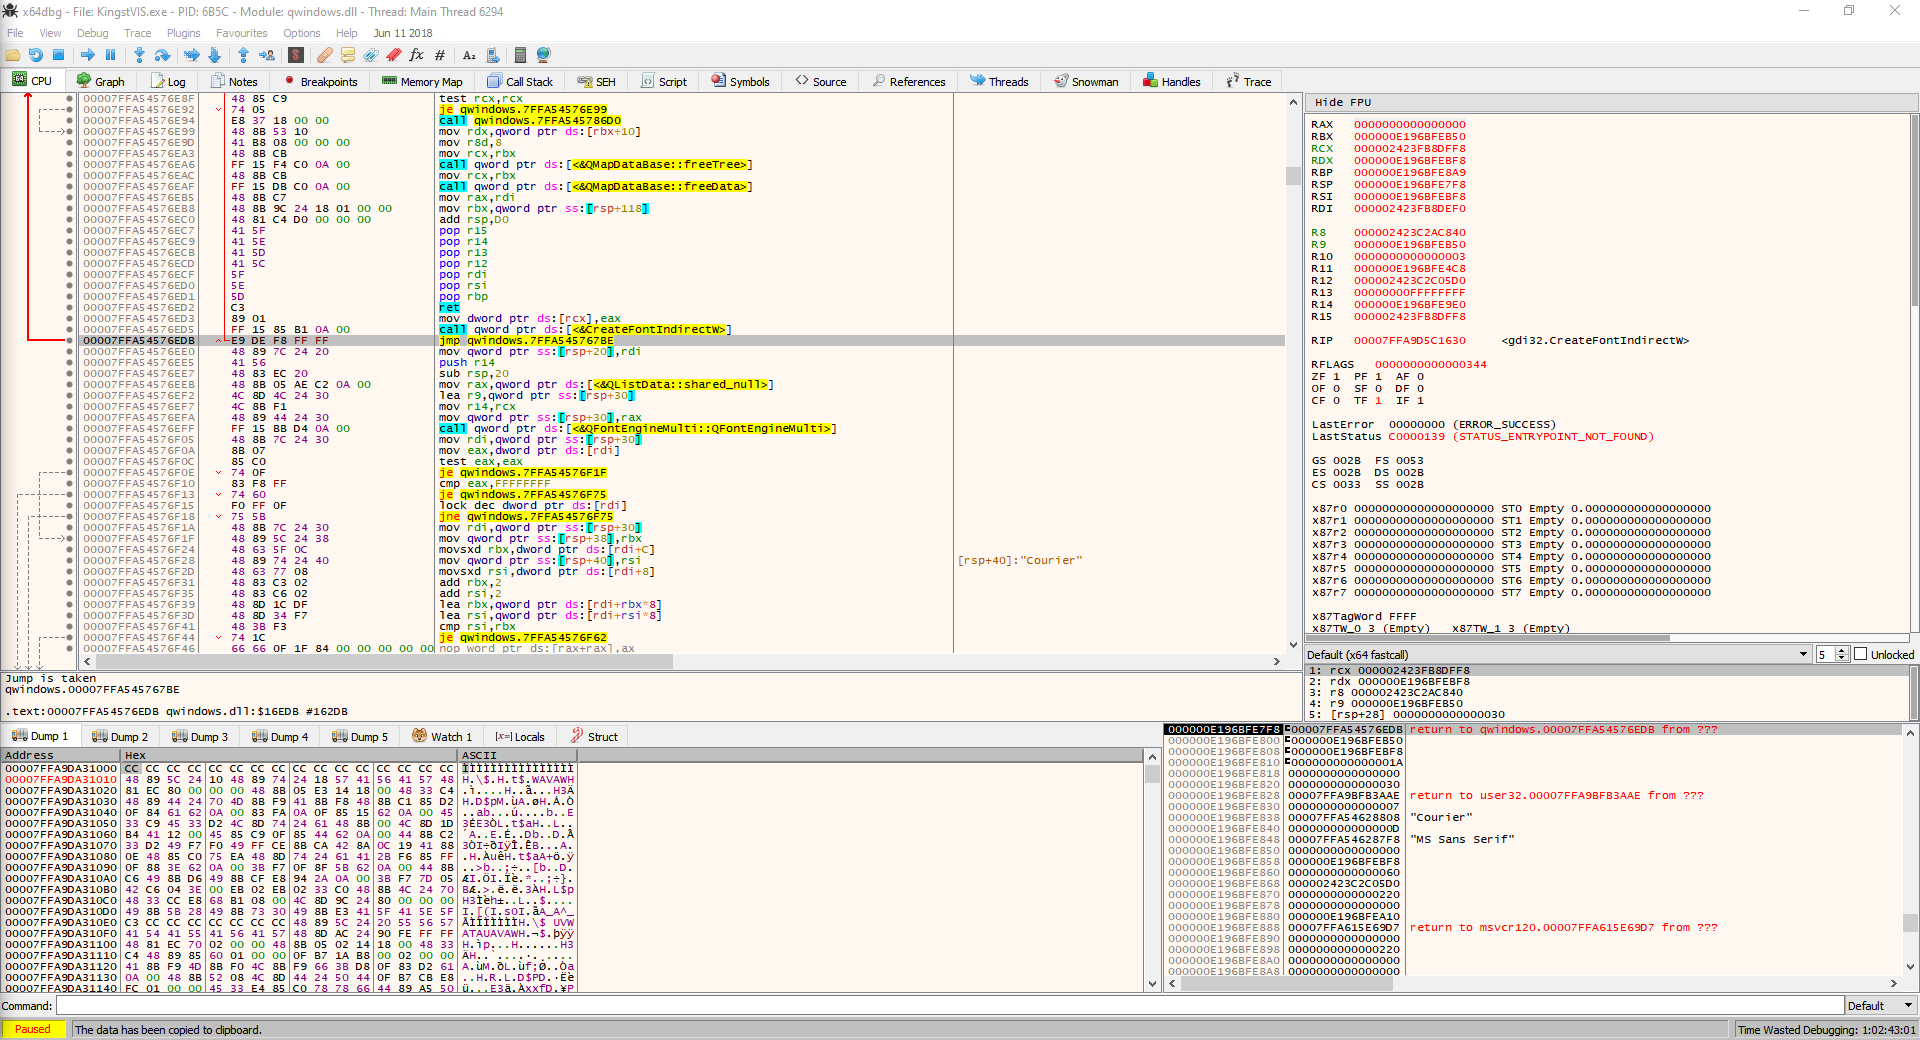 x64dbg - File: KingstVIS.exe - PID: 6B5C - Module: qwindows.dll - Thread: Main Thread 6294
File View Debug Trace Plugins Favourites Options Help Jun 11 2018
CPU Graph Log Notes Breakpoints Memory Map Call Stack SEH Script Symbols Source References Threads Snowman Handles Trace
00007FFA54576E8F 48 85 C9 test rcx,rcx
00007FFA54576E92 74 05 je qwindows.7FFA54576E99
00007FFA54576E94 E8 37 18 00 00 call qwindows.7FFA545786D0
00007FFA54576E99 48 8B 53 10 mov rdx,qword ptr ds:[rbx+10]
00007FFA54576E9D 41 B8 08 00 00 00 mov r8d,8
00007FFA54576EA3 48 8B CB mov rcx,rbx
00007FFA54576EA6 FF 15 F4 C0 0A 00 call qword ptr ds:[<&QMapDataBase::freeTree>]
00007FFA54576EAC 48 8B CB mov rcx,rbx
00007FFA54576EAF FF 15 DB C0 0A 00 call qword ptr ds:[<&QMapDataBase::freeData>]
00007FFA54576EB5 48 8B C7 mov rax,rdi
00007FFA54576EB8 48 8B 9C 24 18 01 00 00 mov rbx,qword ptr ss:[rsp+118]
00007FFA54576EC0 48 81 C4 D0 00 00 00 add rsp,D0
00007FFA54576EC7 41 5F pop r15
00007FFA54576EC9 41 5E pop r14
00007FFA54576ECB 41 5D pop r13
00007FFA54576ECD 41 5C pop r12
00007FFA54576ECF 5F pop rdi
00007FFA54576ED0 5E pop rsi
00007FFA54576ED1 5D pop rbp
00007FFA54576ED2 C3 ret
00007FFA54576ED3 89 01 mov dword ptr ds:[rcx],eax
00007FFA54576ED5 FF 15 85 B1 0A 00 call qword ptr ds:[<&CreateFontIndirectW>]
00007FFA54576EDB E9 DE F8 FF FF jmp qwindows.7FFA545767BE
00007FFA54576EE0 48 89 7C 24 20 mov qword ptr ss:[rsp+20],rdi
00007FFA54576EE5 41 56 push r14
00007FFA54576EE7 48 83 EC 20 sub rsp,20
00007FFA54576EEB 48 8B 05 AE C2 0A 00 mov rax,qword ptr ds:[<&QListData::shared_null>]
00007FFA54576EF2 4C 8D 4C 24 30 lea r9,qword ptr ss:[rsp+30]
00007FFA54576EF7 4C 8B F1 mov r14,rcx
00007FFA54576EFA 48 89 44 24 30 mov qword ptr ss:[rsp+30],rax
00007FFA54576EFF FF 15 BB D4 0A 00 call qword ptr ds:[<&QFontEngineMulti::QFontEngineMulti>]
00007FFA54576F05 48 8B 7C 24 30 mov rdi,qword ptr ss:[rsp+30]
00007FFA54576F0A 8B 07 mov eax,dword ptr ds:[rdi]
00007FFA54576F0C 85 C0 test eax,eax
00007FFA54576F0E 74 0F je qwindows.7FFA54576F1F
00007FFA54576F10 83 F8 FF cmp eax,FFFFFFFF
00007FFA54576F13 74 60 je qwindows.7FFA54576F75
00007FFA54576F15 F0 FF 0F lock dec dword ptr ds:[rdi]
00007FFA54576F18 75 5B jne qwindows.7FFA54576F75
00007FFA54576F1A 48 8B 7C 24 30 mov rdi,qword ptr ss:[rsp+30]
00007FFA54576F1F 48 89 5C 24 38 mov qword ptr ss:[rsp+38],rbx
00007FFA54576F24 48 63 5F 0C movsxd rbx,dword ptr ds:[rdi+C]
00007FFA54576F28 48 89 74 24 40 mov qword ptr ss:[rsp+40],rsi [rsp+40]:"Courier"
00007FFA54576F2D 48 63 77 08 movsxd rsi,dword ptr ds:[rdi+8]
00007FFA54576F31 48 83 C3 02 add rbx,2
00007FFA54576F35 48 83 C6 02 add rsi,2
00007FFA54576F39 48 8D 1C DF lea rbx,qword ptr ds:[rdi+rbx*8]
00007FFA54576F3D 48 8D 34 F7 lea rsi,qword ptr ds:[rdi+rsi*8]
00007FFA54576F41 48 3B F3 cmp rsi,rbx
00007FFA54576F44 74 1C je qwindows.7FFA54576F62
00007FFA54576F46 66 66 0F 1F 84 00 00 00 00 00 nop word ptr ds:[rax+rax],ax
Jump is taken
qwindows.00007FFA545767BE
.text:00007FFA54576EDB qwindows.dll:$16EDB #162DB
Hide FPU
RAX 0000000000000000
RBX 000000E196BFEB50
RCX 000002423FB8DFF8
RDX 000000E196BFEBF8
RBP 000000E196BFE8A9
RSP 000000E196BFE7F8
RSI 000000E196BFEBF8
RDI 000002423FB8DEF0
R8 000002423C2AC840
R9 000000E196BFEB50
R10 0000000000000003
R11 000000E196BFE4C8
R12 000002423C2C05D0
R13 00000000FFFFFFFF
R14 000000E196BFE9E0
R15 000002423FB8DFF8
RIP 00007FFA9D5C1630 <gdi32.CreateFontIndirectW>
RFLAGS 0000000000000344
ZF 1 PF 1 AF 0
OF 0 SF 0 DF 0
CF 0 TF 1 IF 1
LastError 00000000 (ERROR_SUCCESS)
LastStatus C0000139 (STATUS_ENTRYPOINT_NOT_FOUND)
GS 002B FS 0053
ES 002B DS 002B
CS 0033 SS 002B
x87r0 00000000000000000000 ST0 Empty 0.000000000000000000
x87r1 00000000000000000000 ST1 Empty 0.000000000000000000
x87r2 00000000000000000000 ST2 Empty 0.000000000000000000
x87r3 00000000000000000000 ST3 Empty 0.000000000000000000
x87r4 00000000000000000000 ST4 Empty 0.000000000000000000
x87r5 00000000000000000000 ST5 Empty 0.000000000000000000
x87r6 00000000000000000000 ST6 Empty 0.000000000000000000
x87r7 00000000000000000000 ST7 Empty 0.000000000000000000
x87TagWord FFFF
x87TW_0 3 (Empty) x87TW_1 3 (Empty)
Default (x64 fastcall) 5 Unlocked
1: rcx 000002423FB8DFF8
2: rdx 000000E196BFEBF8
3: r8 000002423C2AC840
4: r9 000000E196BFEB50
5: [rsp+28] 0000000000000030
Dump 1 Dump 2 Dump 3 Dump 4 Dump 5 Watch 1 [x=] Locals Struct
Address Hex ASCII
00007FFA9DA31000 CC CC CC CC CC CC CC CC CC CC CC CC CC CC CC CC ÌÌÌÌÌÌÌÌÌÌÌÌÌÌÌÌ
00007FFA9DA31010 48 89 5C 24 10 48 89 74 24 18 57 41 56 41 57 48 H.\$.H.t$.WAVAWH
00007FFA9DA31020 81 EC 80 00 00 00 48 8B 05 E3 14 18 00 48 33 C4
00007FFA9DA31030 48 89 44 24 70 4D 8B F9 41 8B F8 48 8B C1 85 D2
00007FFA9DA31040 0F 84 61 62 0A 00 83 FA 0A 0F 85 15 62 0A 00 45
00007FFA9DA31050 33 C9 45 33 D2 4C 8D 74 24 61 48 8B 00 4C 8D 1D
00007FFA9DA31060 B4 41 12 00 45 85 C9 0F 85 44 62 0A 00 44 8B C2
00007FFA9DA31070 33 D2 49 F7 F0 49 FF CE 8B CA 42 8A 0C 19 41 88
00007FFA9DA31080 0E 48 85 C0 75 EA 48 8D 74 24 61 41 2B F6 85 FF
00007FFA9DA31090 0F 88 3E 62 0A 00 3B F7 0F 8F 5B 62 0A 00 44 8B
00007FFA9DA310A0 C6 49 8B D6 49 8B CF E8 94 2A 0A 00 3B F7 7D 05
00007FFA9DA310B0 42 C6 04 3E 00 EB 02 EB 02 33 C0 48 8B 4C 24 70
00007FFA9DA310C0 48 33 CC E8 68 B1 08 00 4C 8D 9C 24 80 00 00 00
00007FFA9DA310D0 49 8B 5B 28 49 8B 73 30 49 8B E3 41 5F 41 5E 5F
00007FFA9DA310E0 C3 CC CC CC CC CC CC CC 48 89 5C 24 20 55 56 57
00007FFA9DA310F0 41 54 41 55 41 56 41 57 48 8D AC 24 90 FE FF FF
00007FFA9DA31100 48 81 EC 70 02 00 00 48 8B 05 02 14 18 00 48 33
00007FFA9DA31110 C4 48 89 85 60 01 00 00 0F B7 1A B8 00 02 00 00
00007FFA9DA31120 41 8B F9 4D 8B F0 4C 8B F9 66 3B D8 0F 83 D2 61
00007FFA9DA31130 0A 00 48 8B 52 08 4C 8D 44 24 50 44 0F B7 CB E8
00007FFA9DA31140 FC 01 00 00 45 33 E4 85 C0 78 78 66 44 89 A5 50
000000E196BFE7F8 00007FFA54576EDB return to qwindows.00007FFA54576EDB from ???
000000E196BFE800 000000E196BFEB50
000000E196BFE808 000000E196BFEBF8
000000E196BFE810 000000000000001A
000000E196BFE818 0000000000000000
000000E196BFE820 0000000000000030
000000E196BFE828 00007FFA9BFB3AAE return to user32.00007FFA9BFB3AAE from ???
000000E196BFE830 0000000000000007
000000E196BFE838 00007FFA54628808 "Courier"
000000E196BFE840 000000000000000D
000000E196BFE848 00007FFA546287F8 "MS Sans Serif"
000000E196BFE850 0000000000000000
000000E196BFE858 000000E196BFEBF8
000000E196BFE860 0000000000000060
000000E196BFE868 000002423C2C05D0
000000E196BFE870 0000000000000220
000000E196BFE878 0000000000000000
000000E196BFE880 000000E196BFEA10
000000E196BFE888 00007FFA615E69D7 return to msvcr120.00007FFA615E69D7 from ???
000000E196BFE890 0000000000000000
000000E196BFE898 0000000000000220
000000E196BFE8A0 0000000000000000
000000E196BFE8A8 0000000000000000
Command: Default
Paused The data has been copied to clipboard. Time Wasted Debugging: 1:02:43:01